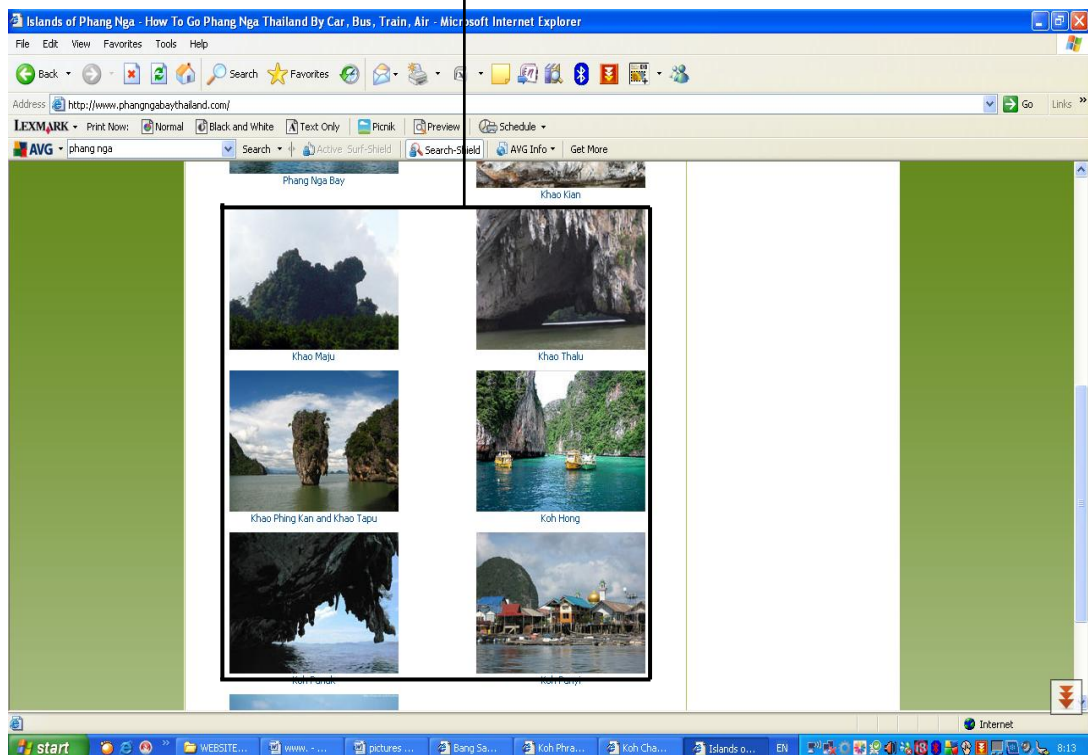 Islands of Phang Nga - How To Go Phang Nga Thailand By Car, Bus, Train, Air - Microsoft Internet Explorer
File Edit View Favorites Tools Help
Back Search Favorites
Address http://www.phangngabaythailand.com/ Go Links »
LEXMARK Print Now: Normal Black and White Text Only Picnik Preview Schedule
AVG phang nga Search Active Surf-Shield Search-Shield AVG Info Get More
Phang Nga Bay
Khao Kian
Khao Maju
Khao Thalu
Khao Phing Kan and Khao Tapu
Koh Hong
Koh Panak
Koh Panyi
Internet
start » WEBSITE... www. - ... pictures ... Bang Sa... Koh Phra... Koh Cha... Islands o... EN 8:13